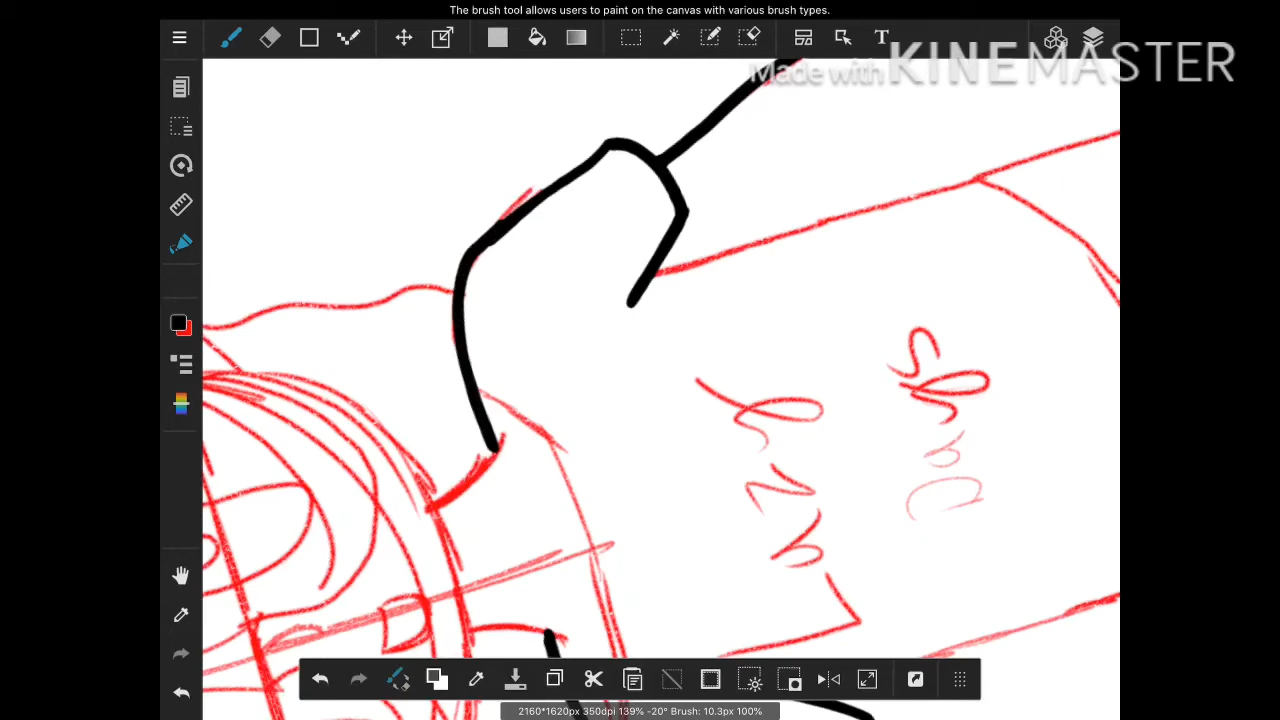 The brush tool allows users to paint on the canvas with various brush types.
T
Made with KINEMASTER
2160*1620px 350dpi 139% -20° Brush: 10.3px 100%